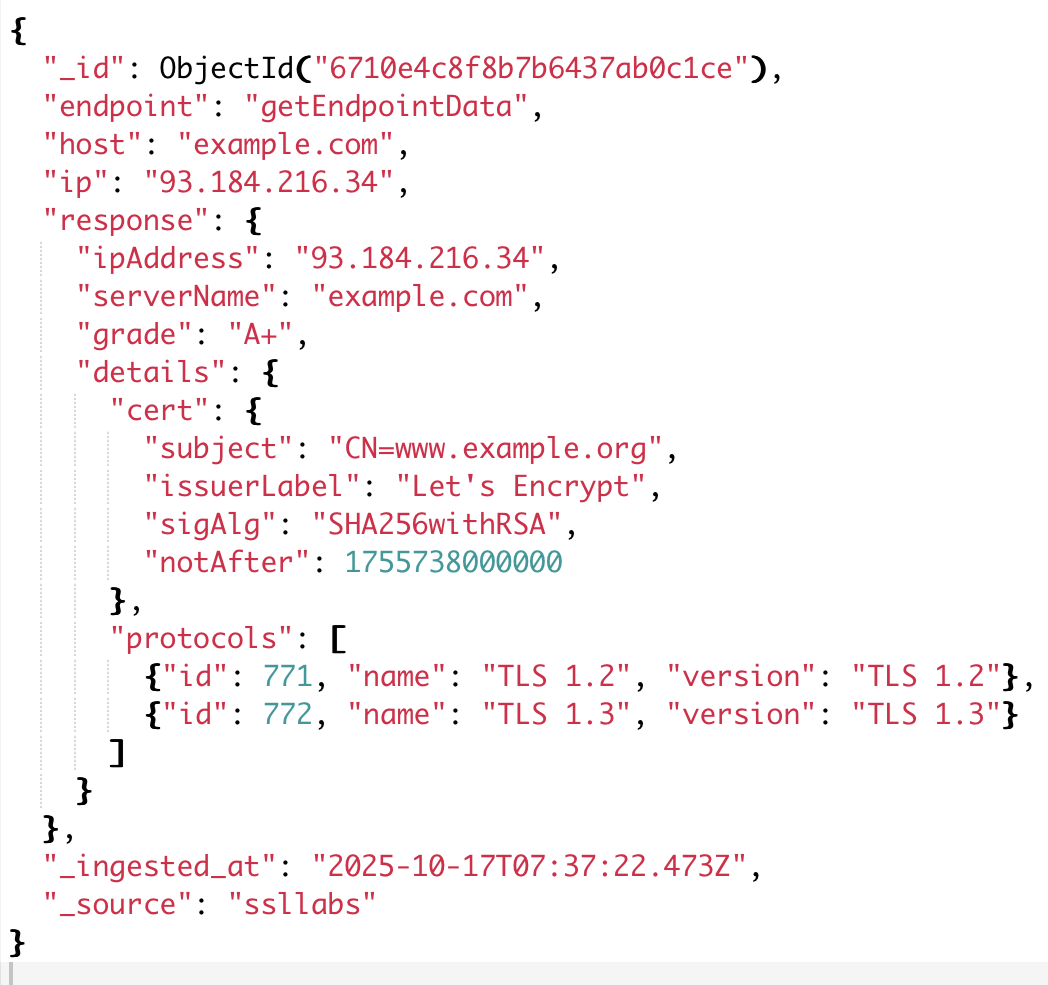 {
  "_id": ObjectId("6710e4c8f8b7b6437ab0c1ce"),
  "endpoint": "getEndpointData",
  "host": "example.com",
  "ip": "93.184.216.34",
  "response": {
    "ipAddress": "93.184.216.34",
    "serverName": "example.com",
    "grade": "A+",
    "details": {
      "cert": {
        "subject": "CN=www.example.org",
        "issuerLabel": "Let's Encrypt",
        "sigAlg": "SHA256withRSA",
        "notAfter": 1755738000000
      },
      "protocols": [
        {"id": 771, "name": "TLS 1.2", "version": "TLS 1.2"},
        {"id": 772, "name": "TLS 1.3", "version": "TLS 1.3"}
      ]
    }
  },
  "_ingested_at": "2025-10-17T07:37:22.473Z",
  "_source": "ssllabs"
}